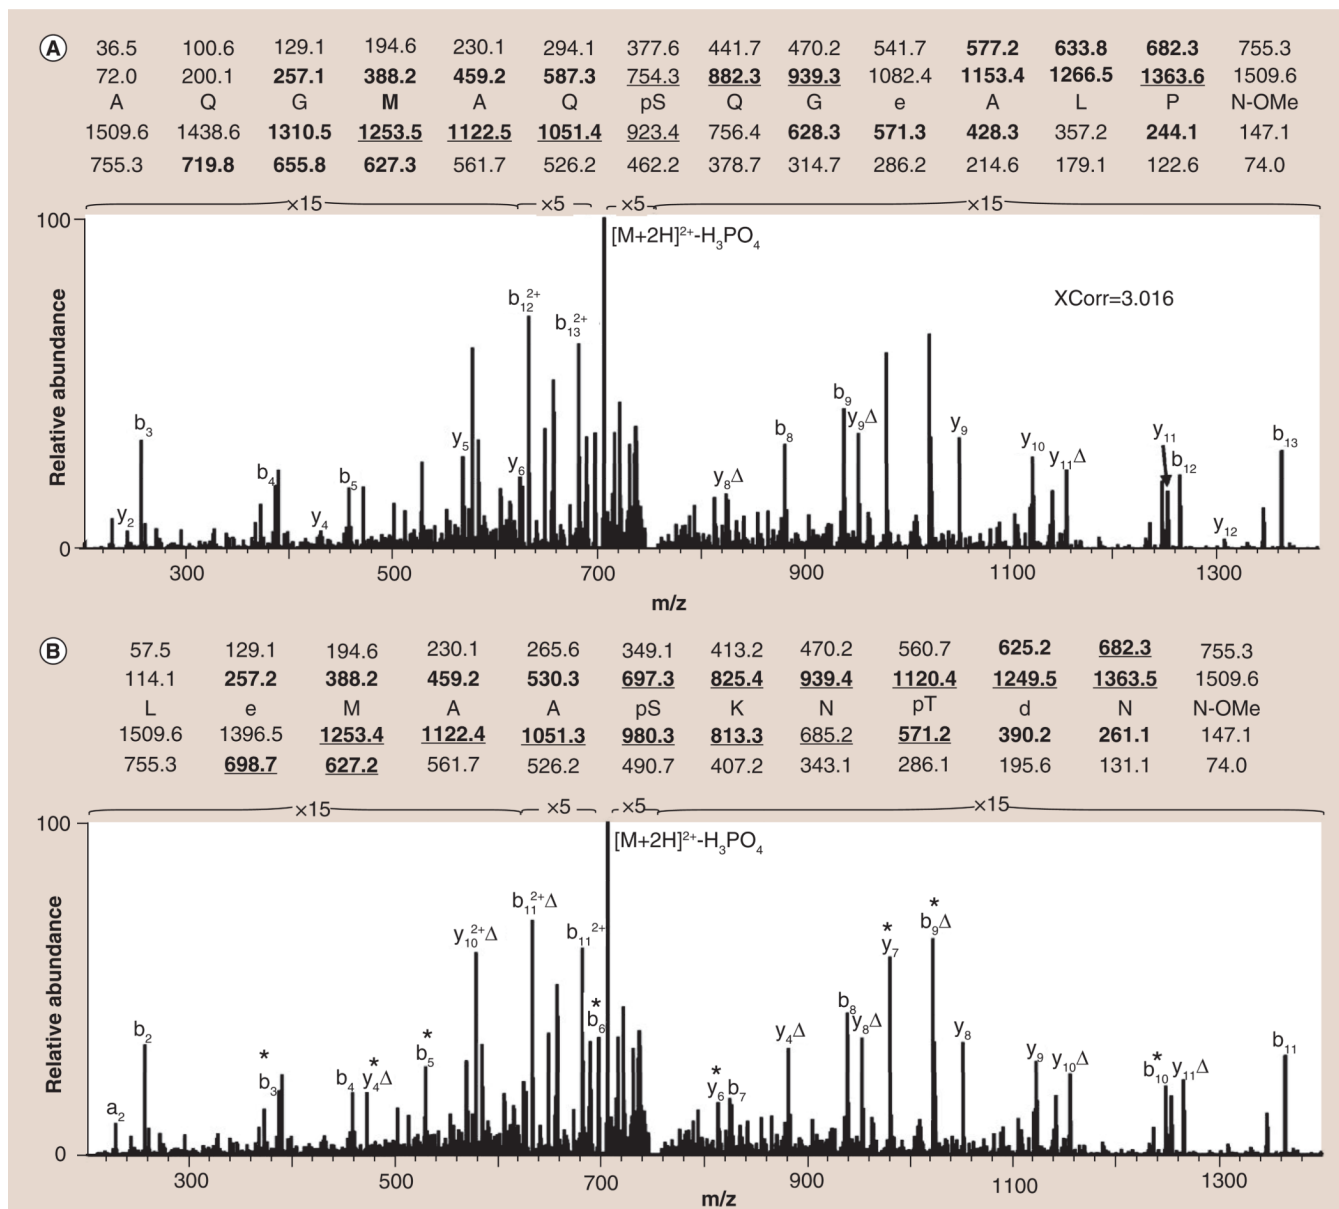 A
36.5 100.6 129.1 194.6 230.1 294.1 377.6 441.7 470.2 541.7 577.2 633.8 682.3 755.3
72.0 200.1 257.1 388.2 459.2 587.3 754.3 882.3 939.3 1082.4 1153.4 1266.5 1363.6 1509.6
A Q G M A Q pS Q G e A L P N-OMe
1509.6 1438.6 1310.5 1253.5 1122.5 1051.4 923.4 756.4 628.3 571.3 428.3 357.2 244.1 147.1
755.3 719.8 655.8 627.3 561.7 526.2 462.2 378.7 314.7 286.2 214.6 179.1 122.6 74.0
×15 ×5 ×5 ×15
100
[M+2H]²⁺-H₃PO₄
XCorr=3.016
b₁₂²⁺
b₁₃²⁺
b₃ y₂ b₄ y₄ b₅ y₅ y₆ y₈Δ b₈ b₉ y₉Δ y₉ y₁₀ y₁₁Δ y₁₁ b₁₂ y₁₂ b₁₃
Relative abundance
0
300 500 700 900 1100 1300
m/z
B
57.5 129.1 194.6 230.1 265.6 349.1 413.2 470.2 560.7 625.2 682.3 755.3
114.1 257.2 388.2 459.2 530.3 697.3 825.4 939.4 1120.4 1249.5 1363.5 1509.6
L e M A A pS K N pT d N N-OMe
1509.6 1396.5 1253.4 1122.4 1051.3 980.3 813.3 685.2 571.2 390.2 261.1 147.1
755.3 698.7 627.2 561.7 526.2 490.7 407.2 343.1 286.1 195.6 131.1 74.0
×15 ×5 ×5 ×15
100
[M+2H]²⁺-H₃PO₄
b₁₁²⁺Δ
y₁₀²⁺Δ b₁₁²⁺
a₂ b₂ * b₃ b₄ * y₄Δ * b₅ * b₆ * y₆ b₇ y₄Δ b₈ y₈Δ * y₇ * b₉Δ y₈ y₉ y₁₀Δ * b₁₀ y₁₁Δ b₁₁
Relative abundance
0
300 500 700 900 1100 1300
m/z